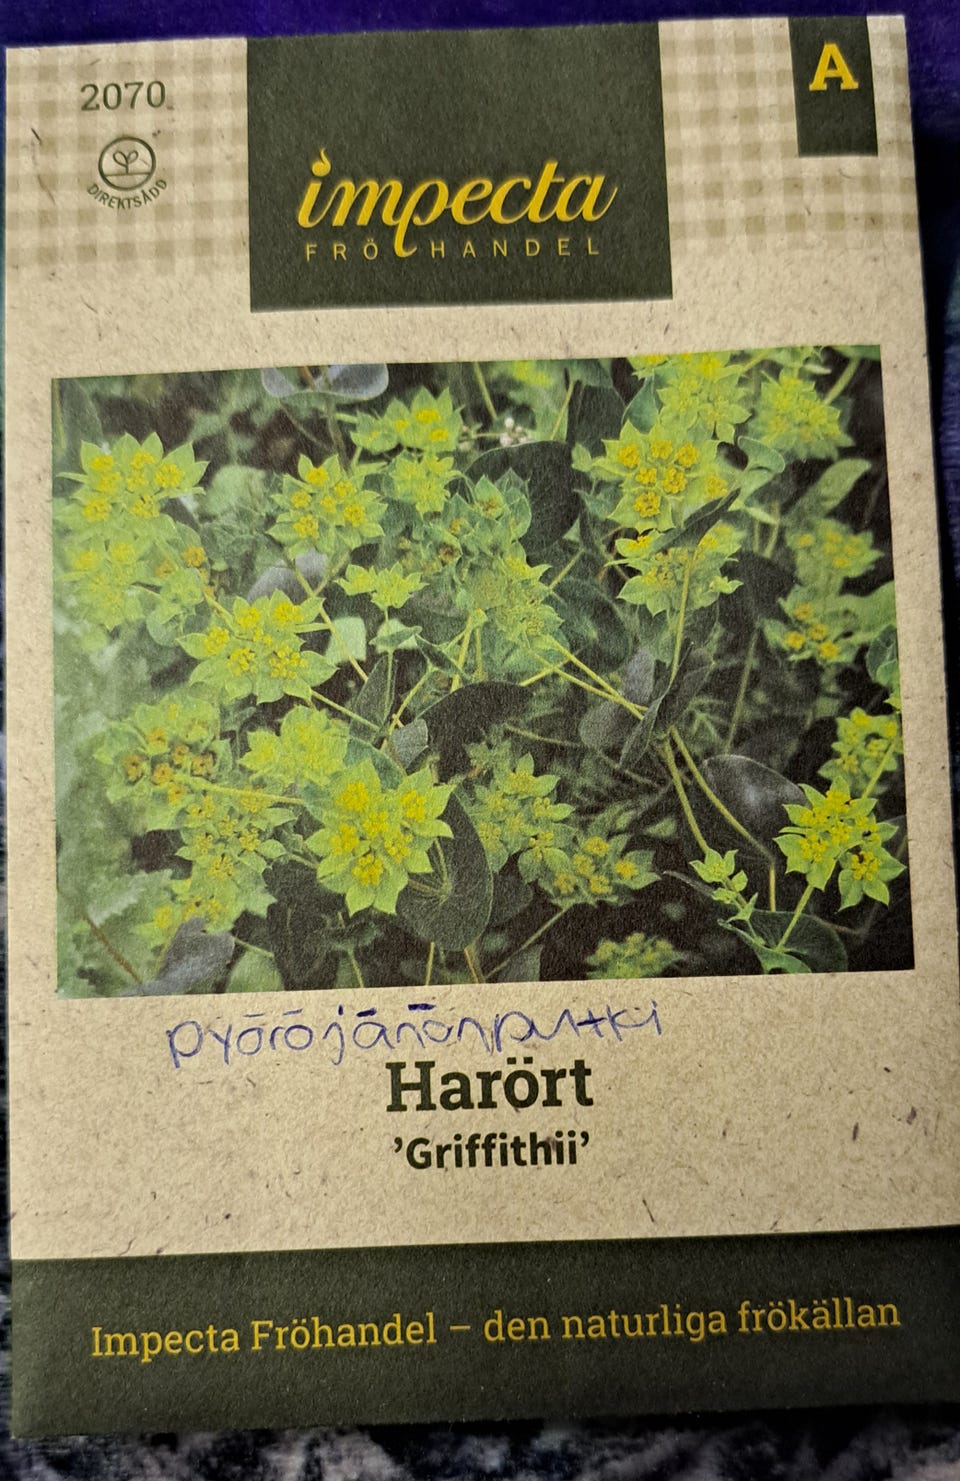 2070
DIREKTSÅDD
impecta
FRÖHANDEL
A
pyöröjänönputki
Harört
’Griffithii’
Impecta Fröhandel – den naturliga frökällan